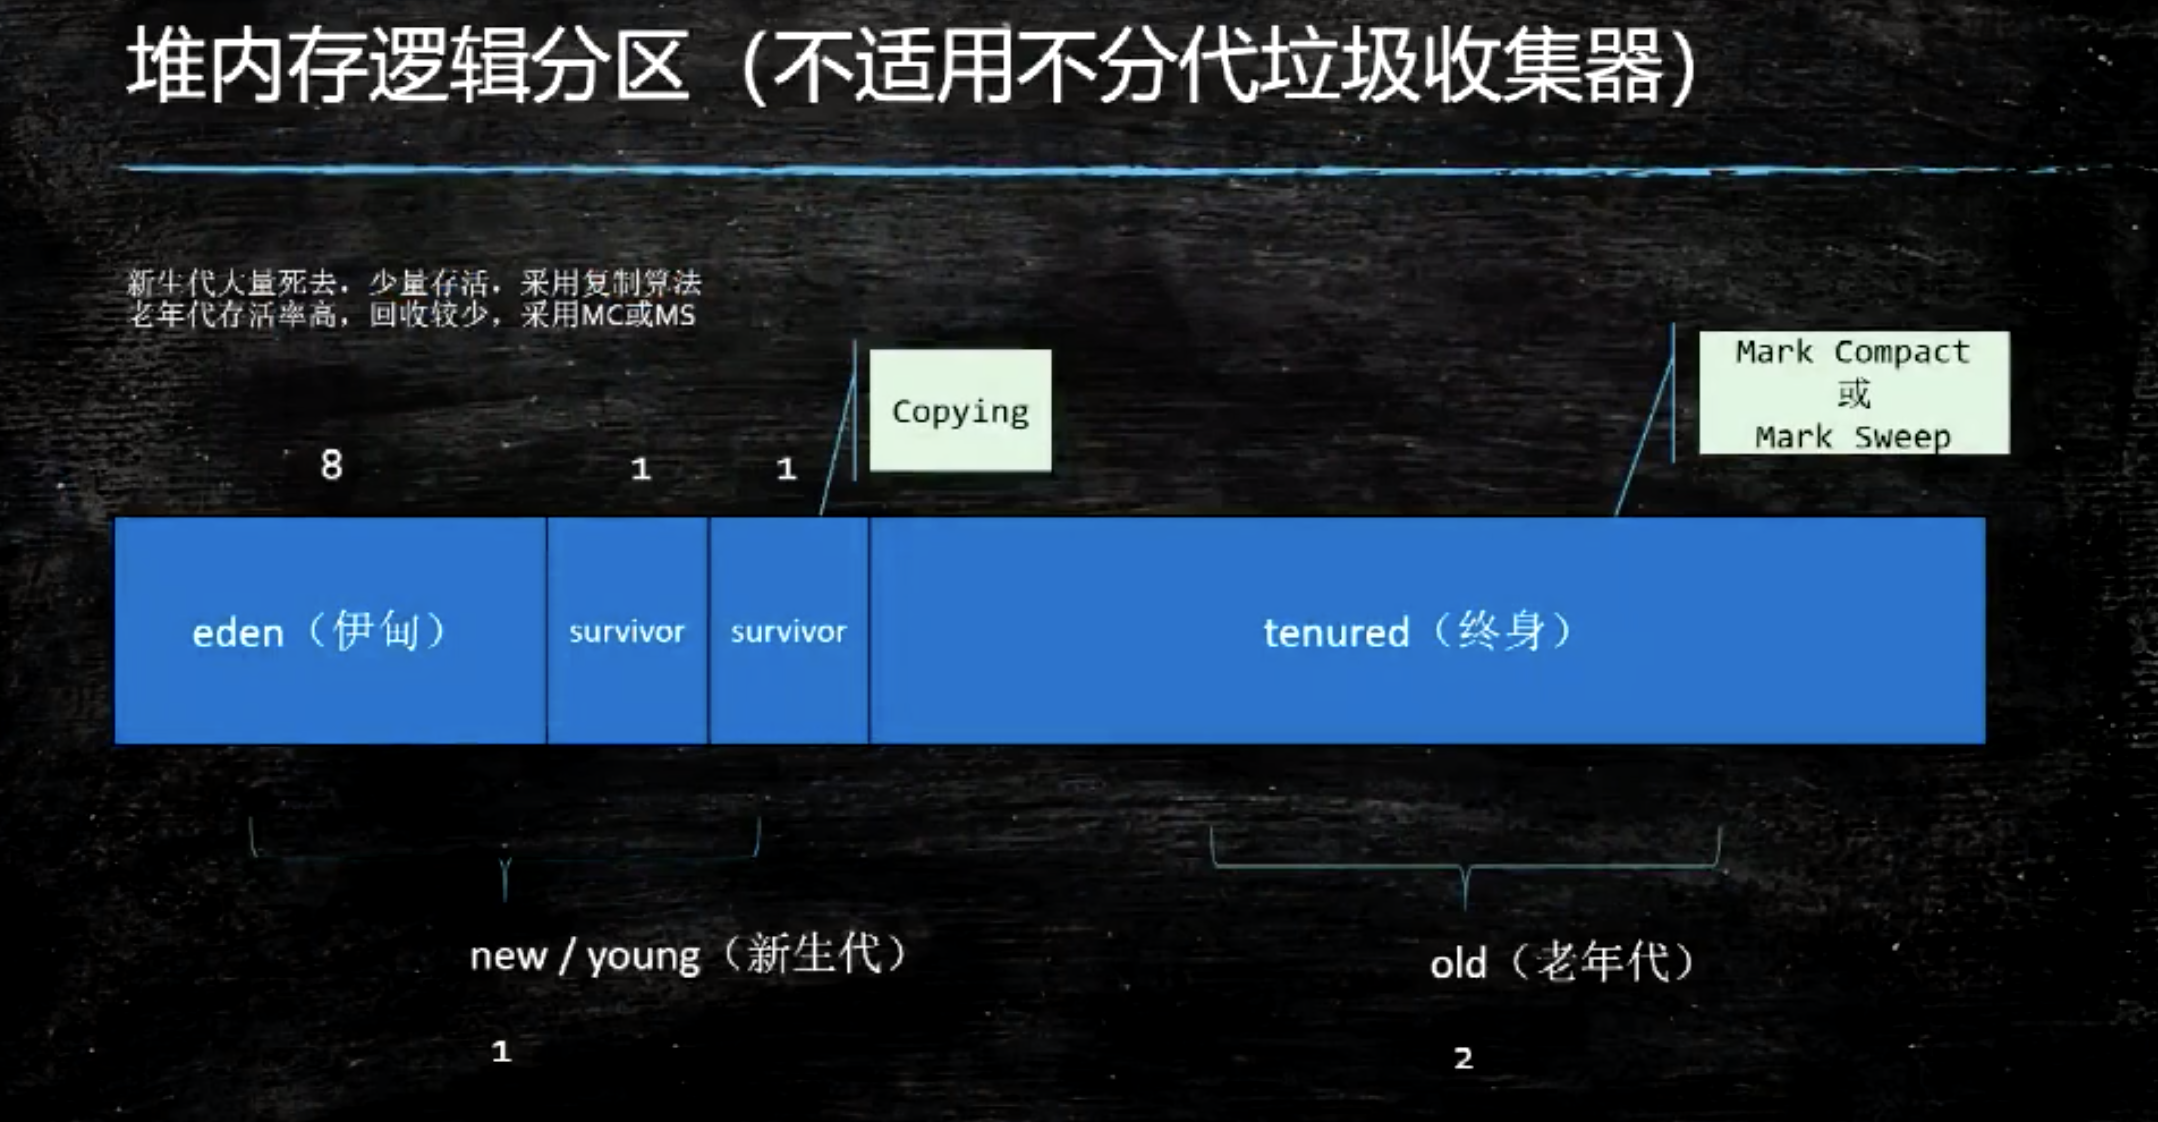 堆内存逻辑分区（不适用不分代垃圾收集器）
新生代大量死去，少量存活，采用复制算法
老年代存活率高，回收较少，采用MC或MS
Copying
Mark Compact
或
Mark Sweep
8
1
1
eden（伊甸）
survivor
survivor
tenured（终身）
new / young（新生代）
old（老年代）
1
2